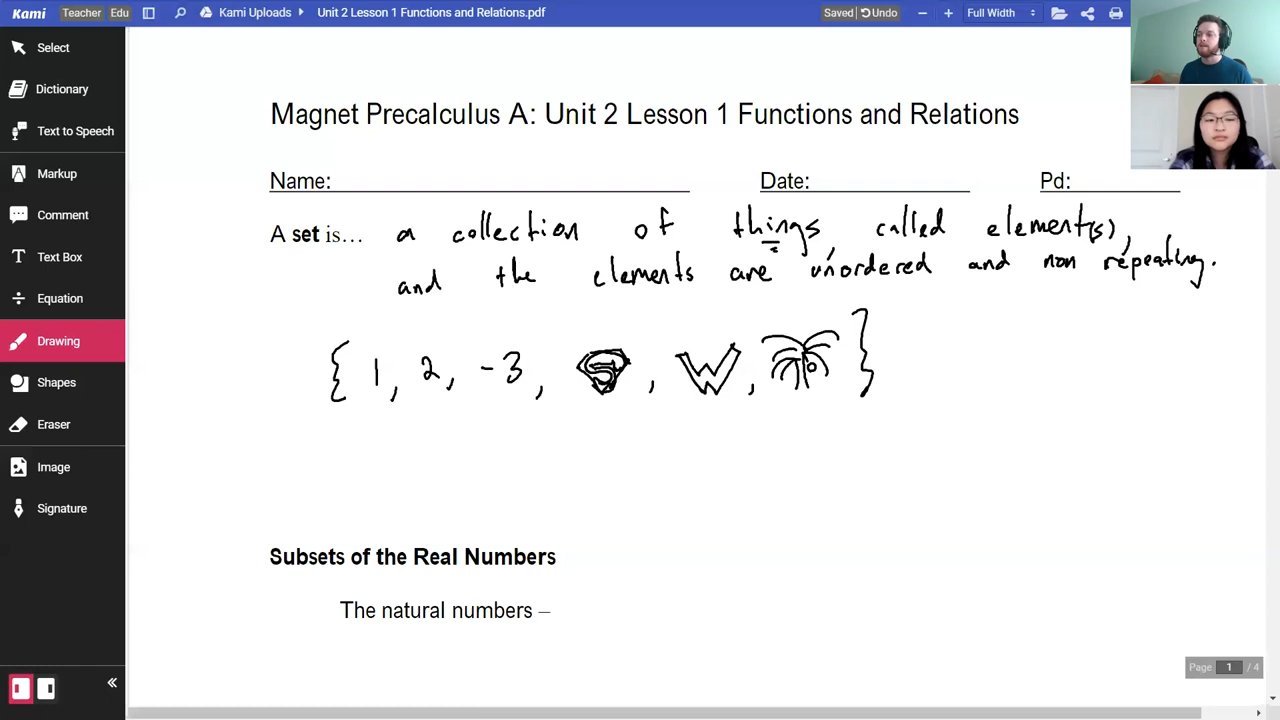 Kami Teacher Edu Kami Uploads Unit 2 Lesson 1 Functions and Relations.pdf Saved Undo Full Width
Select
Dictionary
Text to Speech
Markup
Comment
Text Box
Equation
Drawing
Shapes
Eraser
Image
Signature
Magnet Precalculus A: Unit 2 Lesson 1 Functions and Relations
Name: Date: Pd:
A set is… a collection of things, called element(s),
and the elements are unordered and non repeating.
{ 1, 2, -3, S, W, }
Subsets of the Real Numbers
The natural numbers –
Page 1 / 4